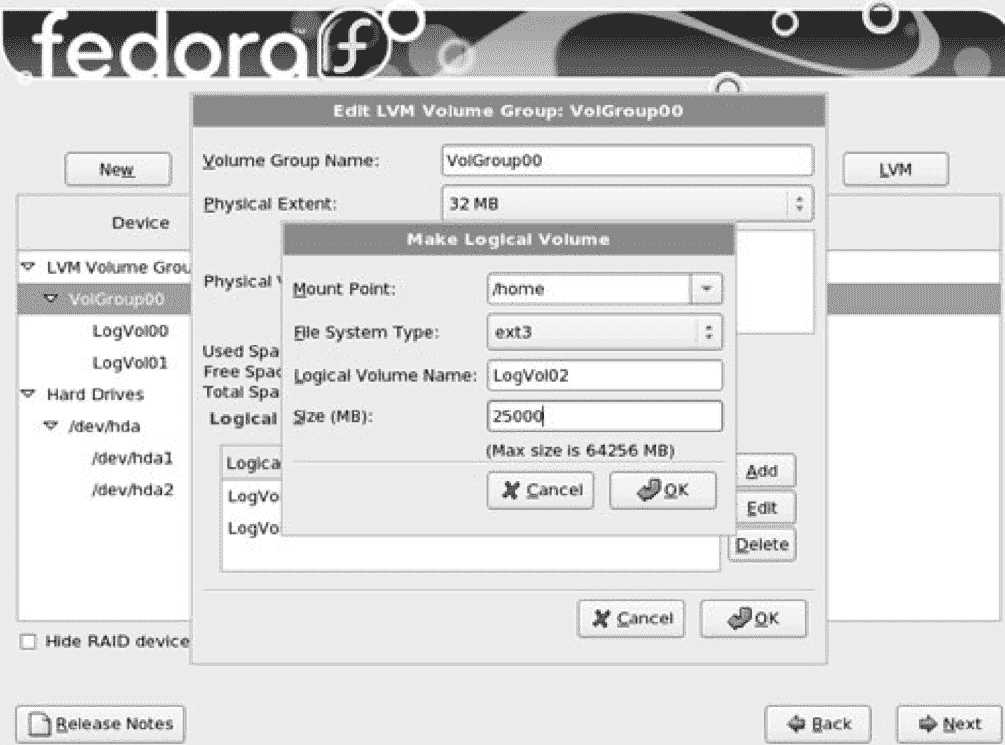 fedora f
Edit LVM Volume Group: VolGroup00
New
Volume Group Name: VolGroup00
LVM
Physical Extent: 32 MB
Device
Make Logical Volume
LVM Volume Grou
Physical
Mount Point: /home
VolGroup00
File System Type: ext3
LogVol00
Used Spa
LogVol01
Free Spac
Logical Volume Name: LogVol02
Total Spa
Hard Drives
Logical
Size (MB): 25000
/dev/hda
(Max size is 64256 MB)
/dev/hda1
Logica
Add
/dev/hda2
Cancel
OK
LogVo
Edit
LogVo
Delete
Cancel
OK
Hide RAID device
Release Notes
Back
Next